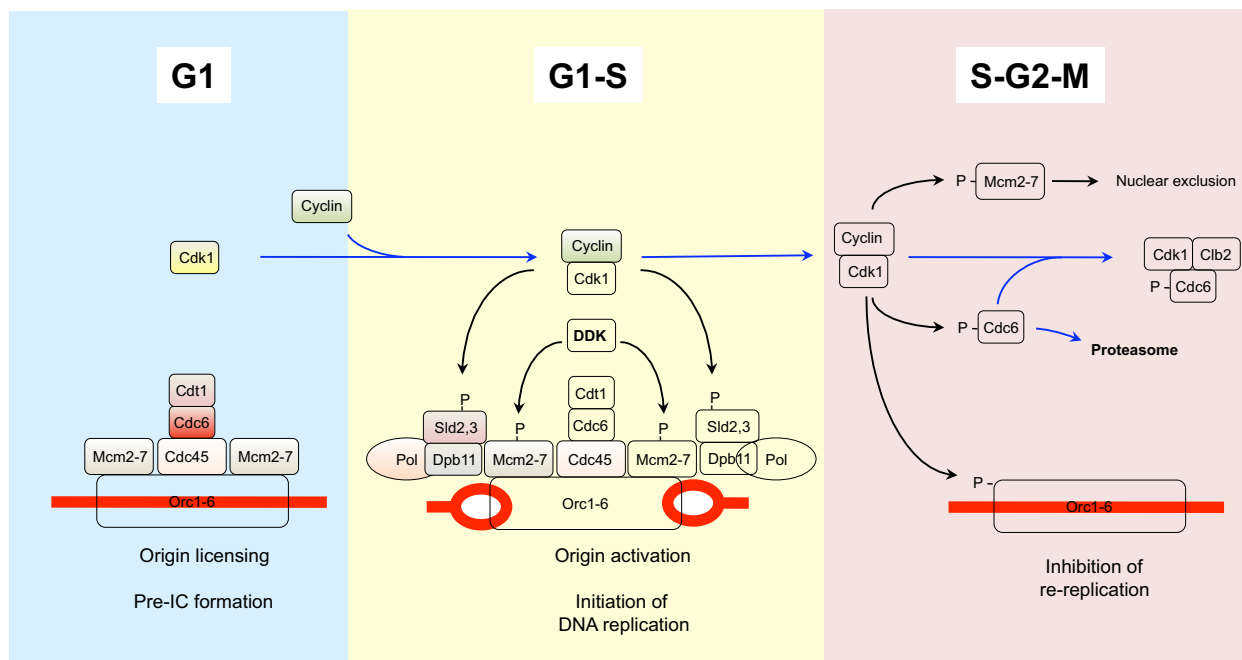 G1
Cyclin
Cdk1
Cdt1
Cdc6
Mcm2-7
Cdc45
Mcm2-7
Orc1-6
Origin licensing
Pre-IC formation
G1-S
Cyclin
Cdk1
DDK
Cdt1
Cdc6
P
P
P
P
Sld2,3
Sld2,3
Pol
Dpb11
Mcm2-7
Cdc45
Mcm2-7
Dpb11
Pol
Orc1-6
Origin activation
Initiation of
DNA replication
S-G2-M
P - Mcm2-7
Nuclear exclusion
Cyclin
Cdk1
Cdk1
Clb2
P - Cdc6
P - Cdc6
Proteasome
P -
Orc1-6
Inhibition of
re-replication